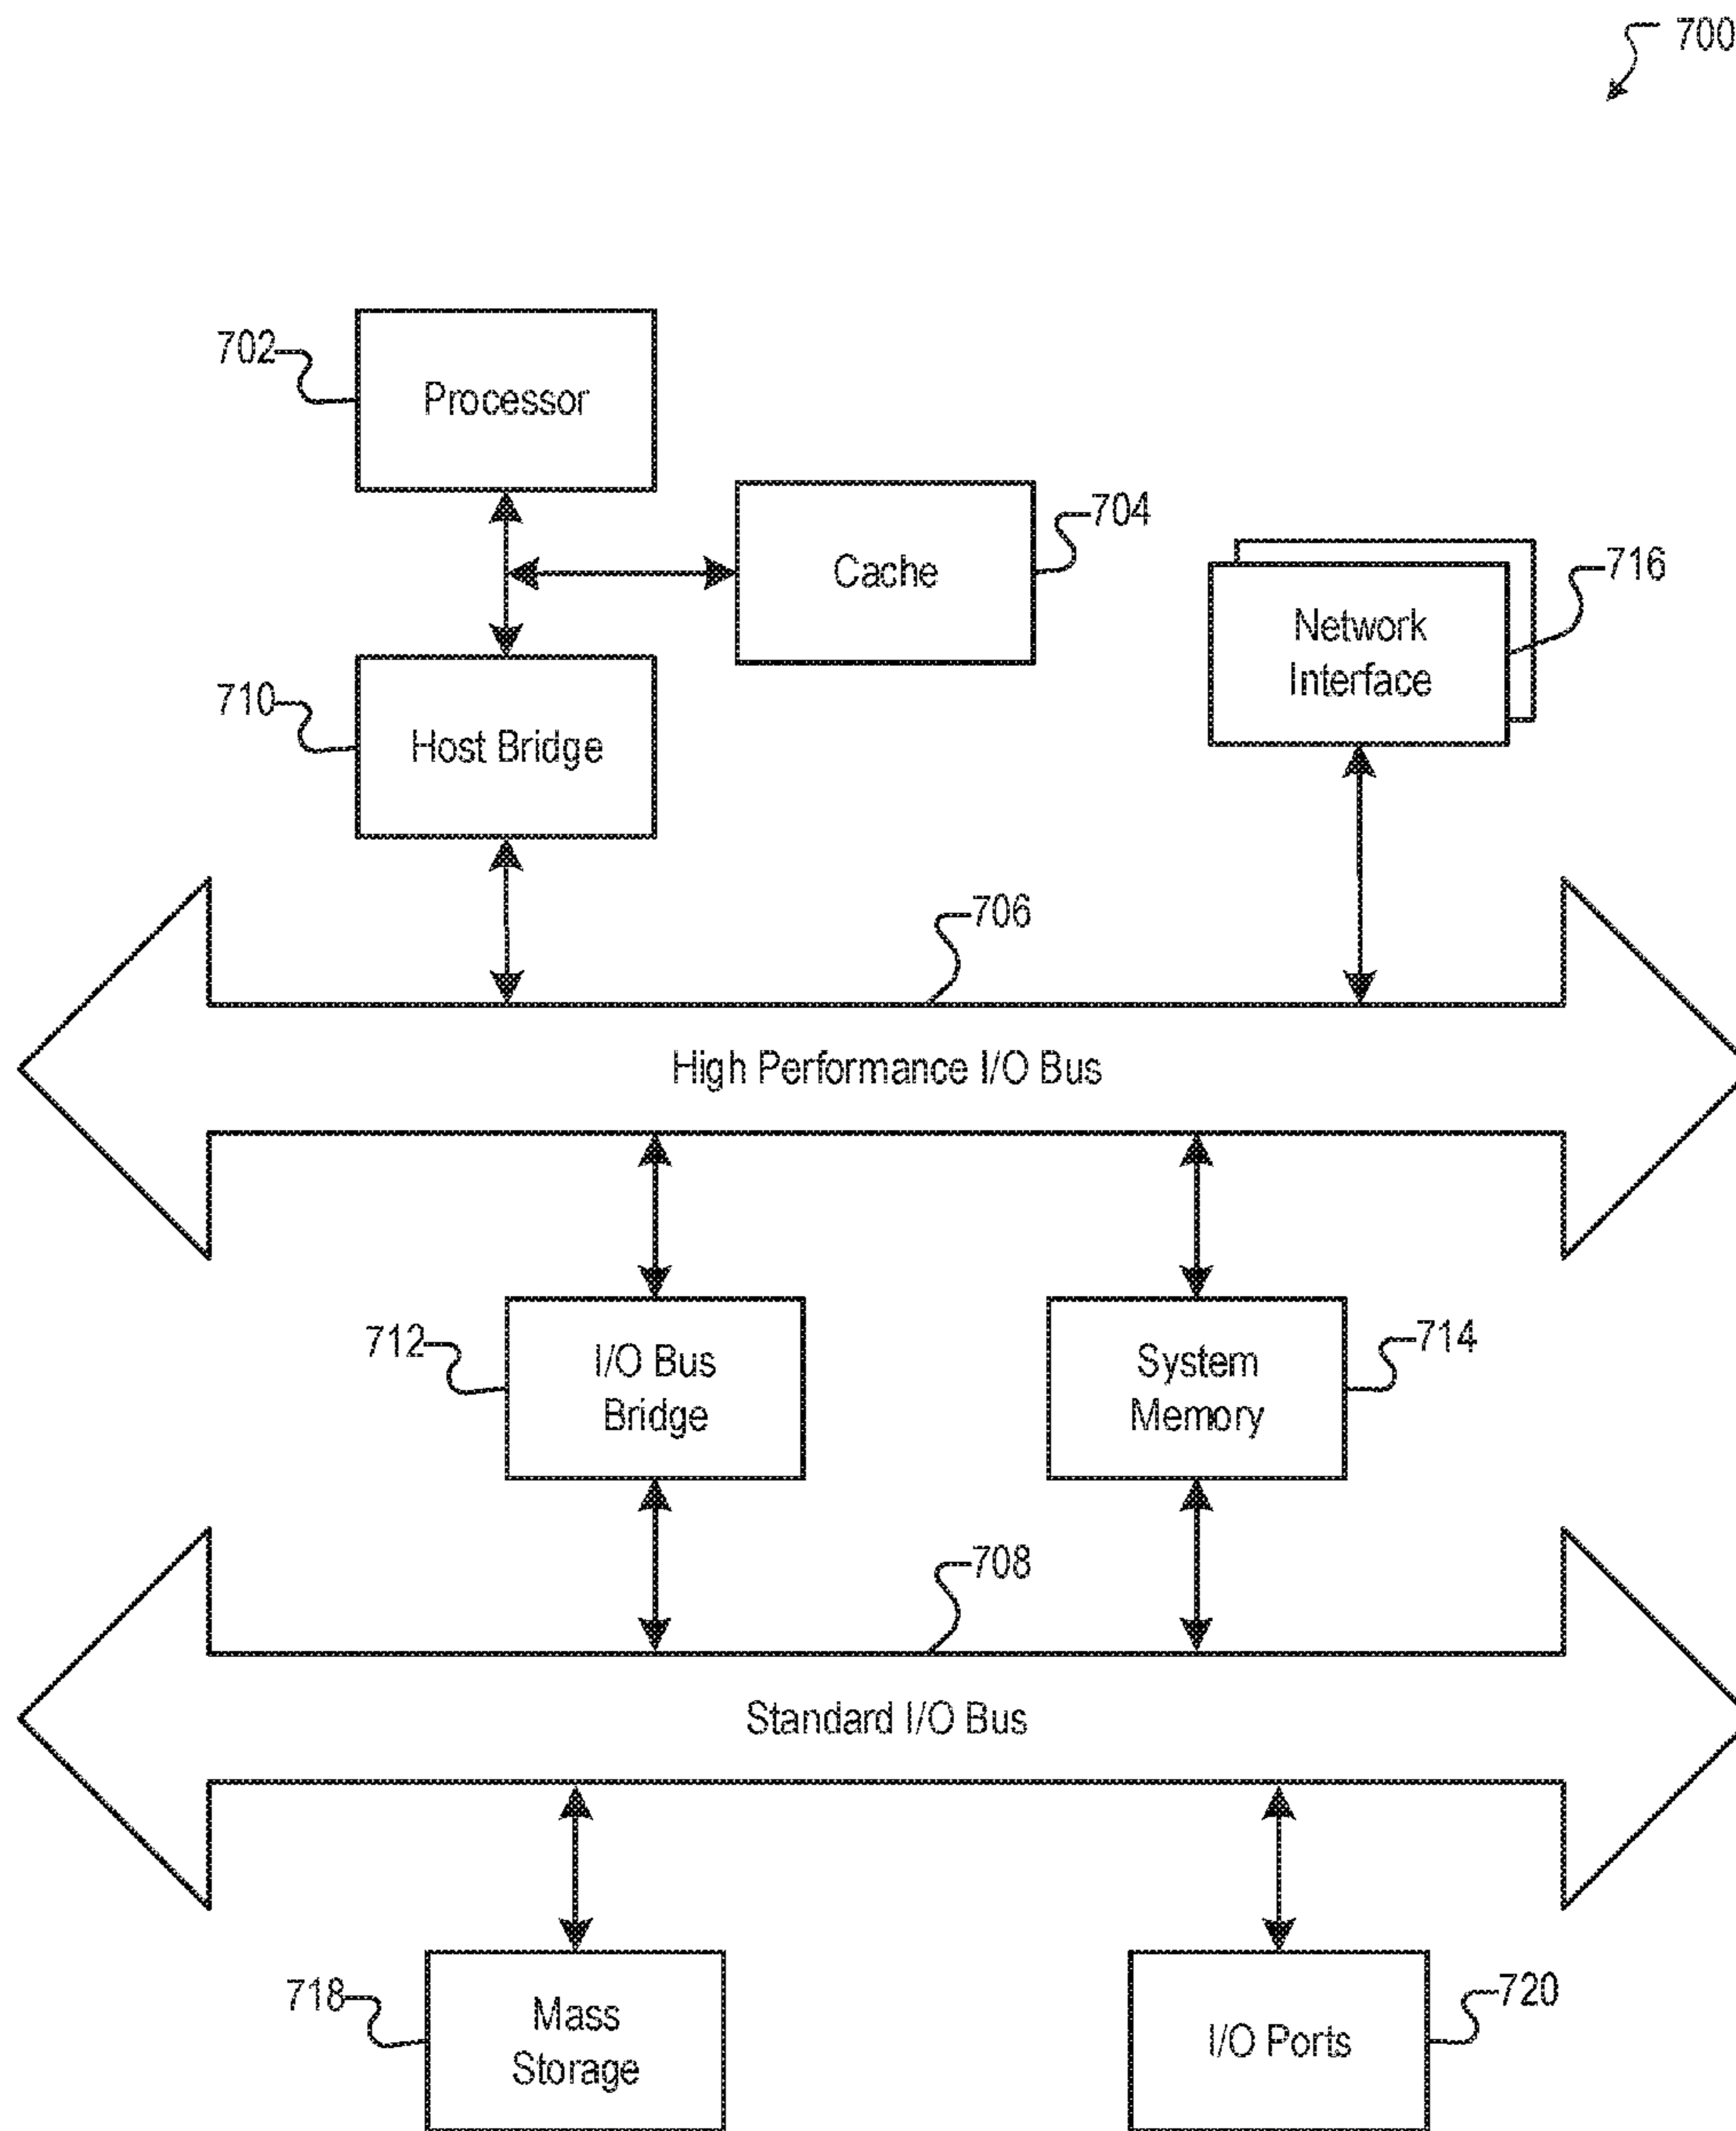 700
702
Processor
704
Cache
716
Network
Interface
710
Host Bridge
706
High Performance I/O Bus
712
I/O Bus
Bridge
714
System
Memory
708
Standard I/O Bus
718
Mass
Storage
720
I/O Ports